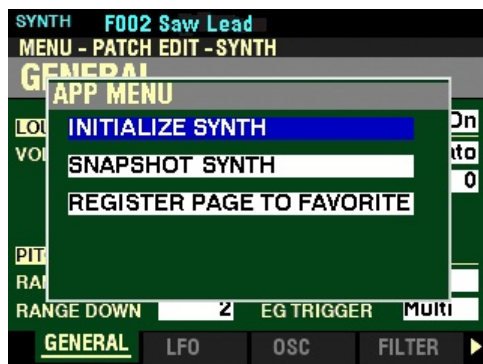 SYNTH F002 Saw Lead
MENU - PATCH EDIT - SYNTH
GENERAL
APP MENU
INITIALIZE SYNTH
SNAPSHOT SYNTH
REGISTER PAGE TO FAVORITE
On
0
RANGE DOWN 2 EG TRIGGER Multi
GENERAL LFO OSC FILTER